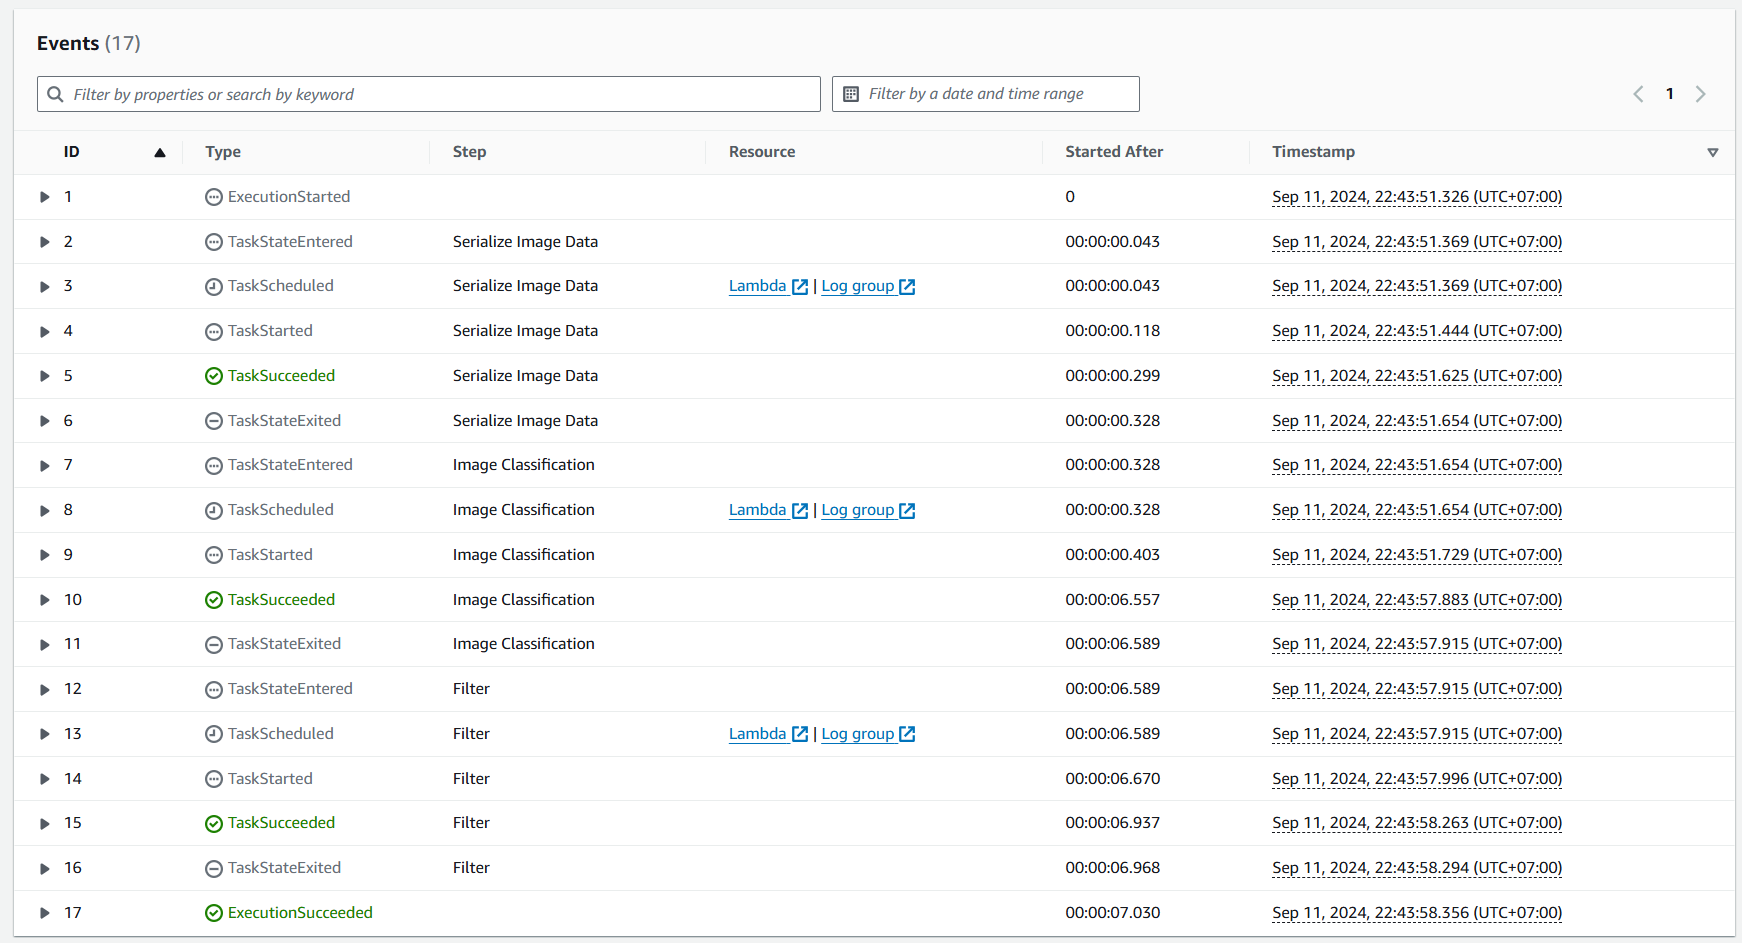 Events (17)
Filter by properties or search by keyword Filter by a date and time range 1
ID Type Step Resource Started After Timestamp
1 ExecutionStarted 0 Sep 11, 2024, 22:43:51.326 (UTC+07:00)
2 TaskStateEntered Serialize Image Data 00:00:00.043 Sep 11, 2024, 22:43:51.369 (UTC+07:00)
3 TaskScheduled Serialize Image Data Lambda | Log group 00:00:00.043 Sep 11, 2024, 22:43:51.369 (UTC+07:00)
4 TaskStarted Serialize Image Data 00:00:00.118 Sep 11, 2024, 22:43:51.444 (UTC+07:00)
5 TaskSucceeded Serialize Image Data 00:00:00.299 Sep 11, 2024, 22:43:51.625 (UTC+07:00)
6 TaskStateExited Serialize Image Data 00:00:00.328 Sep 11, 2024, 22:43:51.654 (UTC+07:00)
7 TaskStateEntered Image Classification 00:00:00.328 Sep 11, 2024, 22:43:51.654 (UTC+07:00)
8 TaskScheduled Image Classification Lambda | Log group 00:00:00.328 Sep 11, 2024, 22:43:51.654 (UTC+07:00)
9 TaskStarted Image Classification 00:00:00.403 Sep 11, 2024, 22:43:51.729 (UTC+07:00)
10 TaskSucceeded Image Classification 00:00:06.557 Sep 11, 2024, 22:43:57.883 (UTC+07:00)
11 TaskStateExited Image Classification 00:00:06.589 Sep 11, 2024, 22:43:57.915 (UTC+07:00)
12 TaskStateEntered Filter 00:00:06.589 Sep 11, 2024, 22:43:57.915 (UTC+07:00)
13 TaskScheduled Filter Lambda | Log group 00:00:06.589 Sep 11, 2024, 22:43:57.915 (UTC+07:00)
14 TaskStarted Filter 00:00:06.670 Sep 11, 2024, 22:43:57.996 (UTC+07:00)
15 TaskSucceeded Filter 00:00:06.937 Sep 11, 2024, 22:43:58.263 (UTC+07:00)
16 TaskStateExited Filter 00:00:06.968 Sep 11, 2024, 22:43:58.294 (UTC+07:00)
17 ExecutionSucceeded 00:00:07.030 Sep 11, 2024, 22:43:58.356 (UTC+07:00)